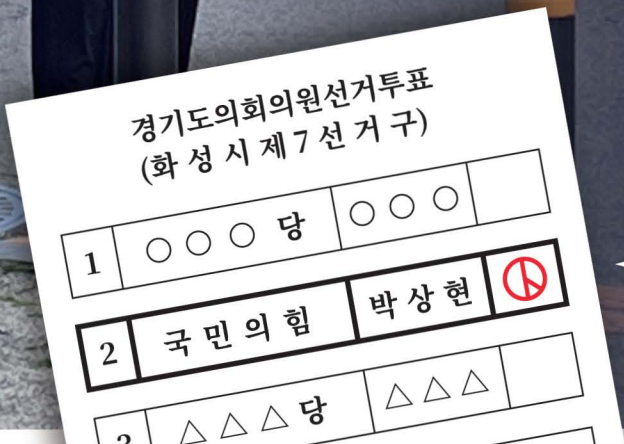 경기도의회의원선거투표
(화 성 시 제 7 선 거 구)
1 ○ ○ ○ 당 ○ ○ ○
2 국 민 의 힘 박 상 현
3 △ △ △ 당 △ △ △